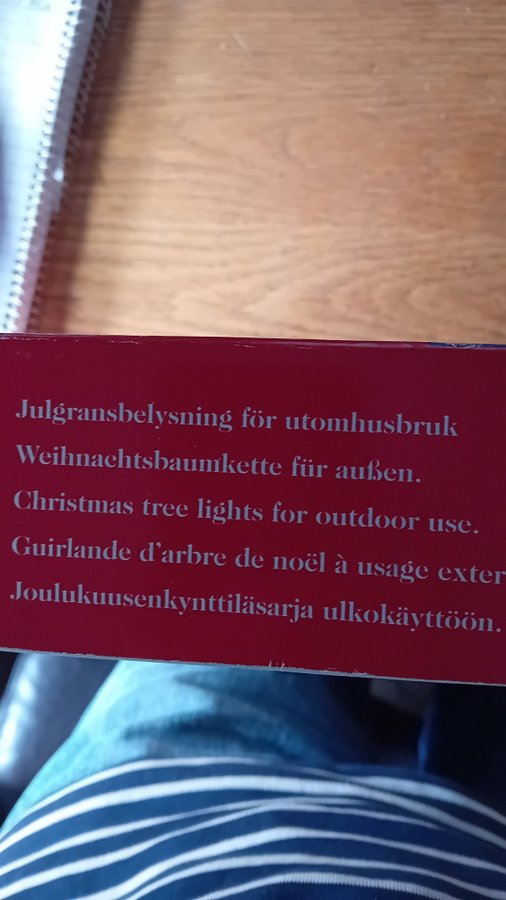 Julgransbelysning för utomhusbruk
Weihnachtsbaumkette für außen.
Christmas tree lights for outdoor use.
Guirlande d'arbre de noël à usage exter
Joulukuusenkynttiläsarja ulkokäyttöön.